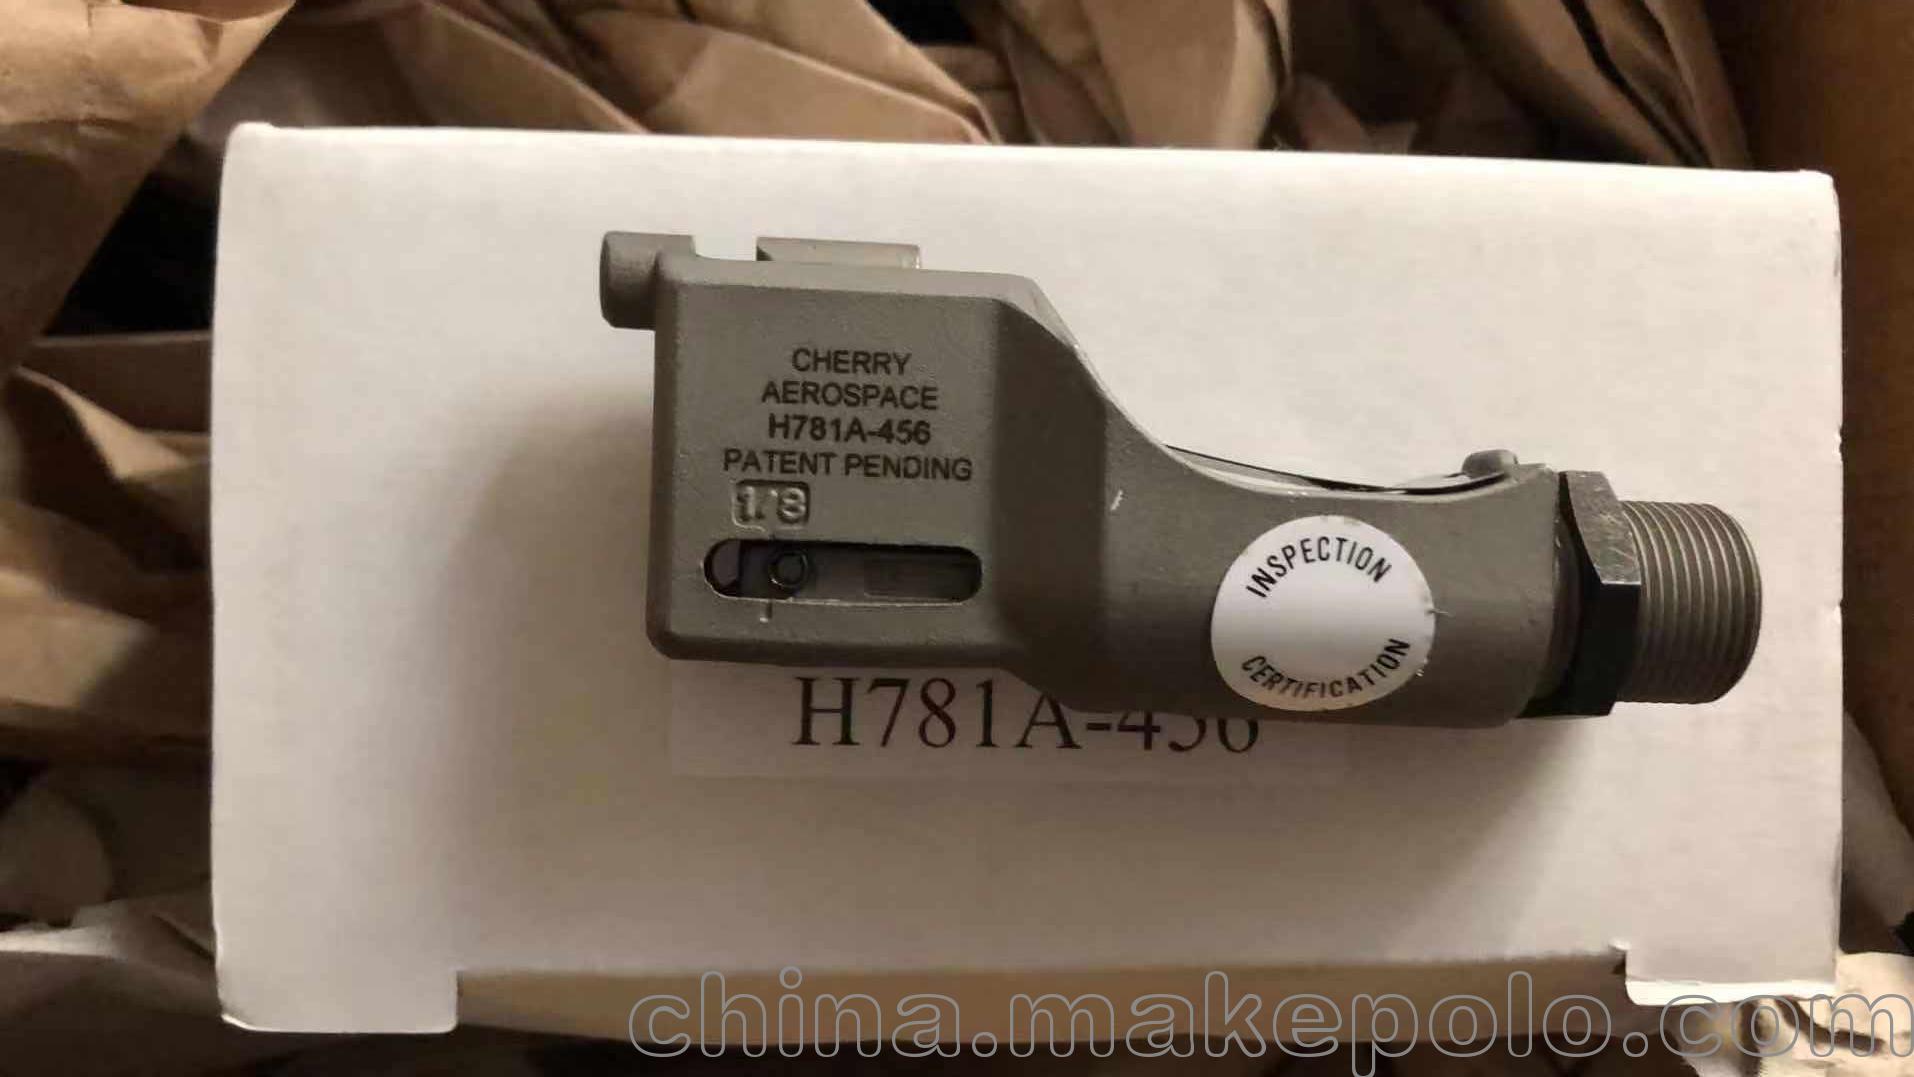 CHERRY
AEROSPACE
H781A-456
PATENT PENDING
1/8
INSPECTION
CERTIFICATION
H781A-456
china.makepolo.com